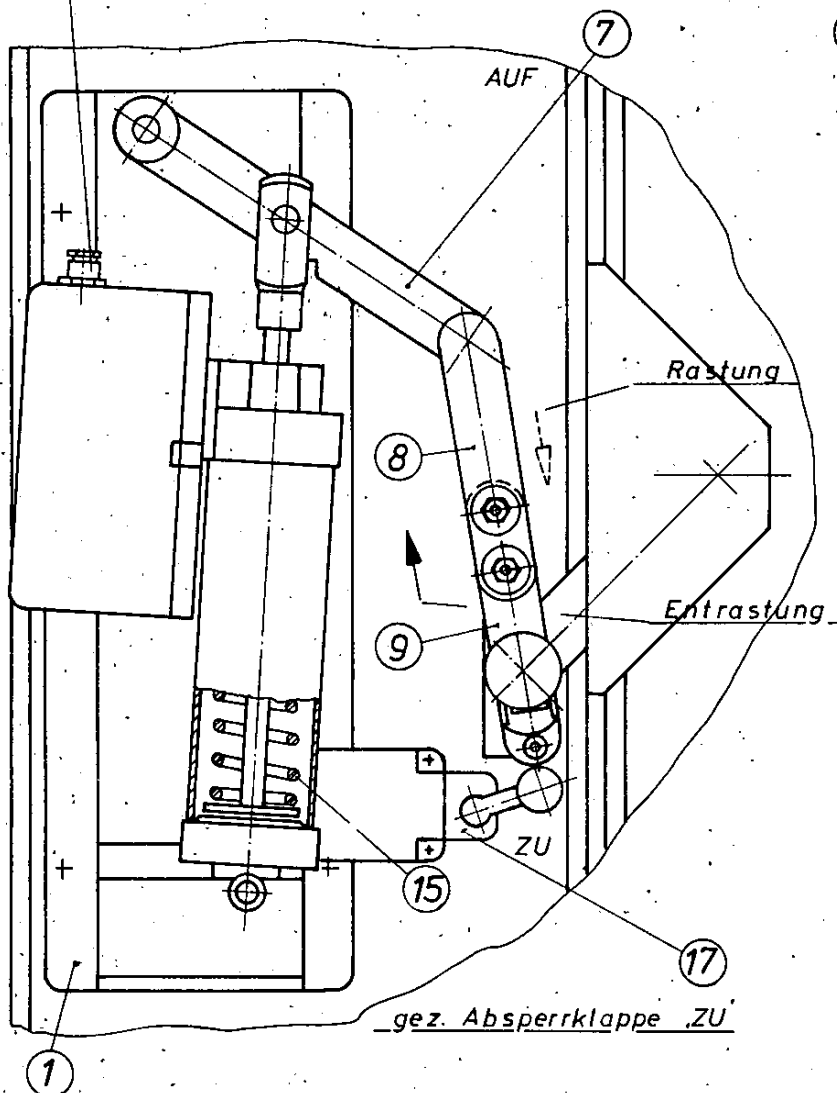 7
AUF
Rastung
8
Entrastung
9
ZU
15
17
gez. Absperrklappe „ZU"
1